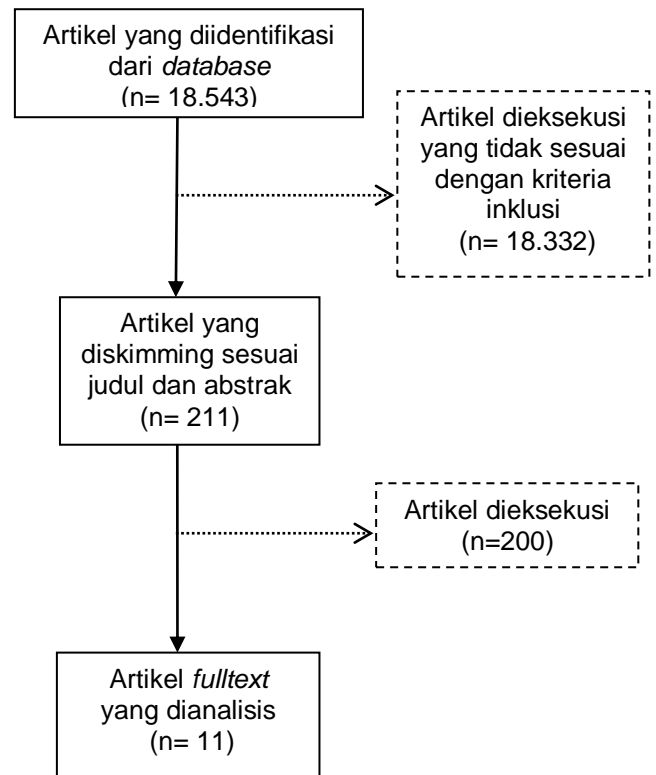 Artikel yang diidentifikasi
dari database
(n= 18.543)
Artikel dieksekusi
yang tidak sesuai
dengan kriteria
inklusi
(n= 18.332)
Artikel yang
diskimming sesuai
judul dan abstrak
(n= 211)
Artikel dieksekusi
(n=200)
Artikel fulltext
yang dianalisis
(n= 11)